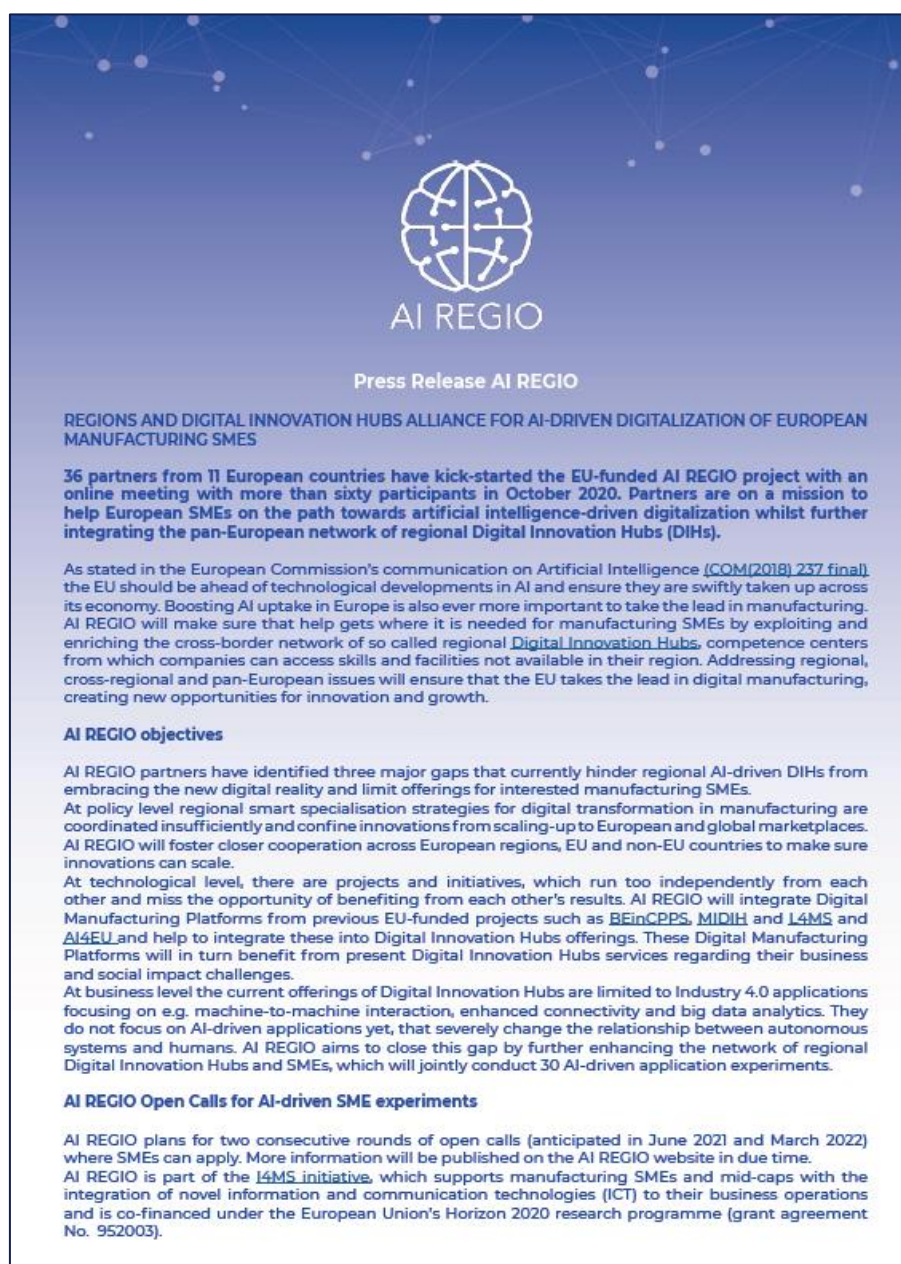 AI REGIO
Press Release AI REGIO
REGIONS AND DIGITAL INNOVATION HUBS ALLIANCE FOR AI-DRIVEN DIGITALIZATION OF EUROPEAN
MANUFACTURING SMES
36 partners from 11 European countries have kick-started the EU-funded AI REGIO project with an
online meeting with more than sixty participants in October 2020. Partners are on a mission to
help European SMEs on the path towards artificial intelligence-driven digitalization whilst further
integrating the pan-European network of regional Digital Innovation Hubs (DIHs).
As stated in the European Commission's communication on Artificial Intelligence (COM(2018) 237 final)
the EU should be ahead of technological developments in AI and ensure they are swiftly taken up across
its economy. Boosting AI uptake in Europe is also ever more important to take the lead in manufacturing.
AI REGIO will make sure that help gets where it is needed for manufacturing SMEs by exploiting and
enriching the cross-border network of so called regional Digital Innovation Hubs, competence centers
from which companies can access skills and facilities not available in their region. Addressing regional,
cross-regional and pan-European issues will ensure that the EU takes the lead in digital manufacturing,
creating new opportunities for innovation and growth.
AI REGIO objectives
AI REGIO partners have identified three major gaps that currently hinder regional AI-driven DIHs from
embracing the new digital reality and limit offerings for interested manufacturing SMEs.
At policy level regional smart specialisation strategies for digital transformation in manufacturing are
coordinated insufficiently and confine innovations from scaling-up to European and global marketplaces.
AI REGIO will foster closer cooperation across European regions, EU and non-EU countries to make sure
innovations can scale.
At technological level, there are projects and initiatives, which run too independently from each
other and miss the opportunity of benefiting from each other's results. AI REGIO will integrate Digital
Manufacturing Platforms from previous EU-funded projects such as BEinCPPS, MIDIH and L4MS and
AI4EU and help to integrate these into Digital Innovation Hubs offerings. These Digital Manufacturing
Platforms will in turn benefit from present Digital Innovation Hubs services regarding their business
and social impact challenges.
At business level the current offerings of Digital Innovation Hubs are limited to Industry 4.0 applications
focusing on e.g. machine-to-machine interaction, enhanced connectivity and big data analytics. They
do not focus on AI-driven applications yet, that severely change the relationship between autonomous
systems and humans. AI REGIO aims to close this gap by further enhancing the network of regional
Digital Innovation Hubs and SMEs, which will jointly conduct 30 AI-driven application experiments.
AI REGIO Open Calls for AI-driven SME experiments
AI REGIO plans for two consecutive rounds of open calls (anticipated in June 2021 and March 2022)
where SMEs can apply. More information will be published on the AI REGIO website in due time.
AI REGIO is part of the I4MS initiative, which supports manufacturing SMEs and mid-caps with the
integration of novel information and communication technologies (ICT) to their business operations
and is co-financed under the European Union's Horizon 2020 research programme (grant agreement
No. 952003).